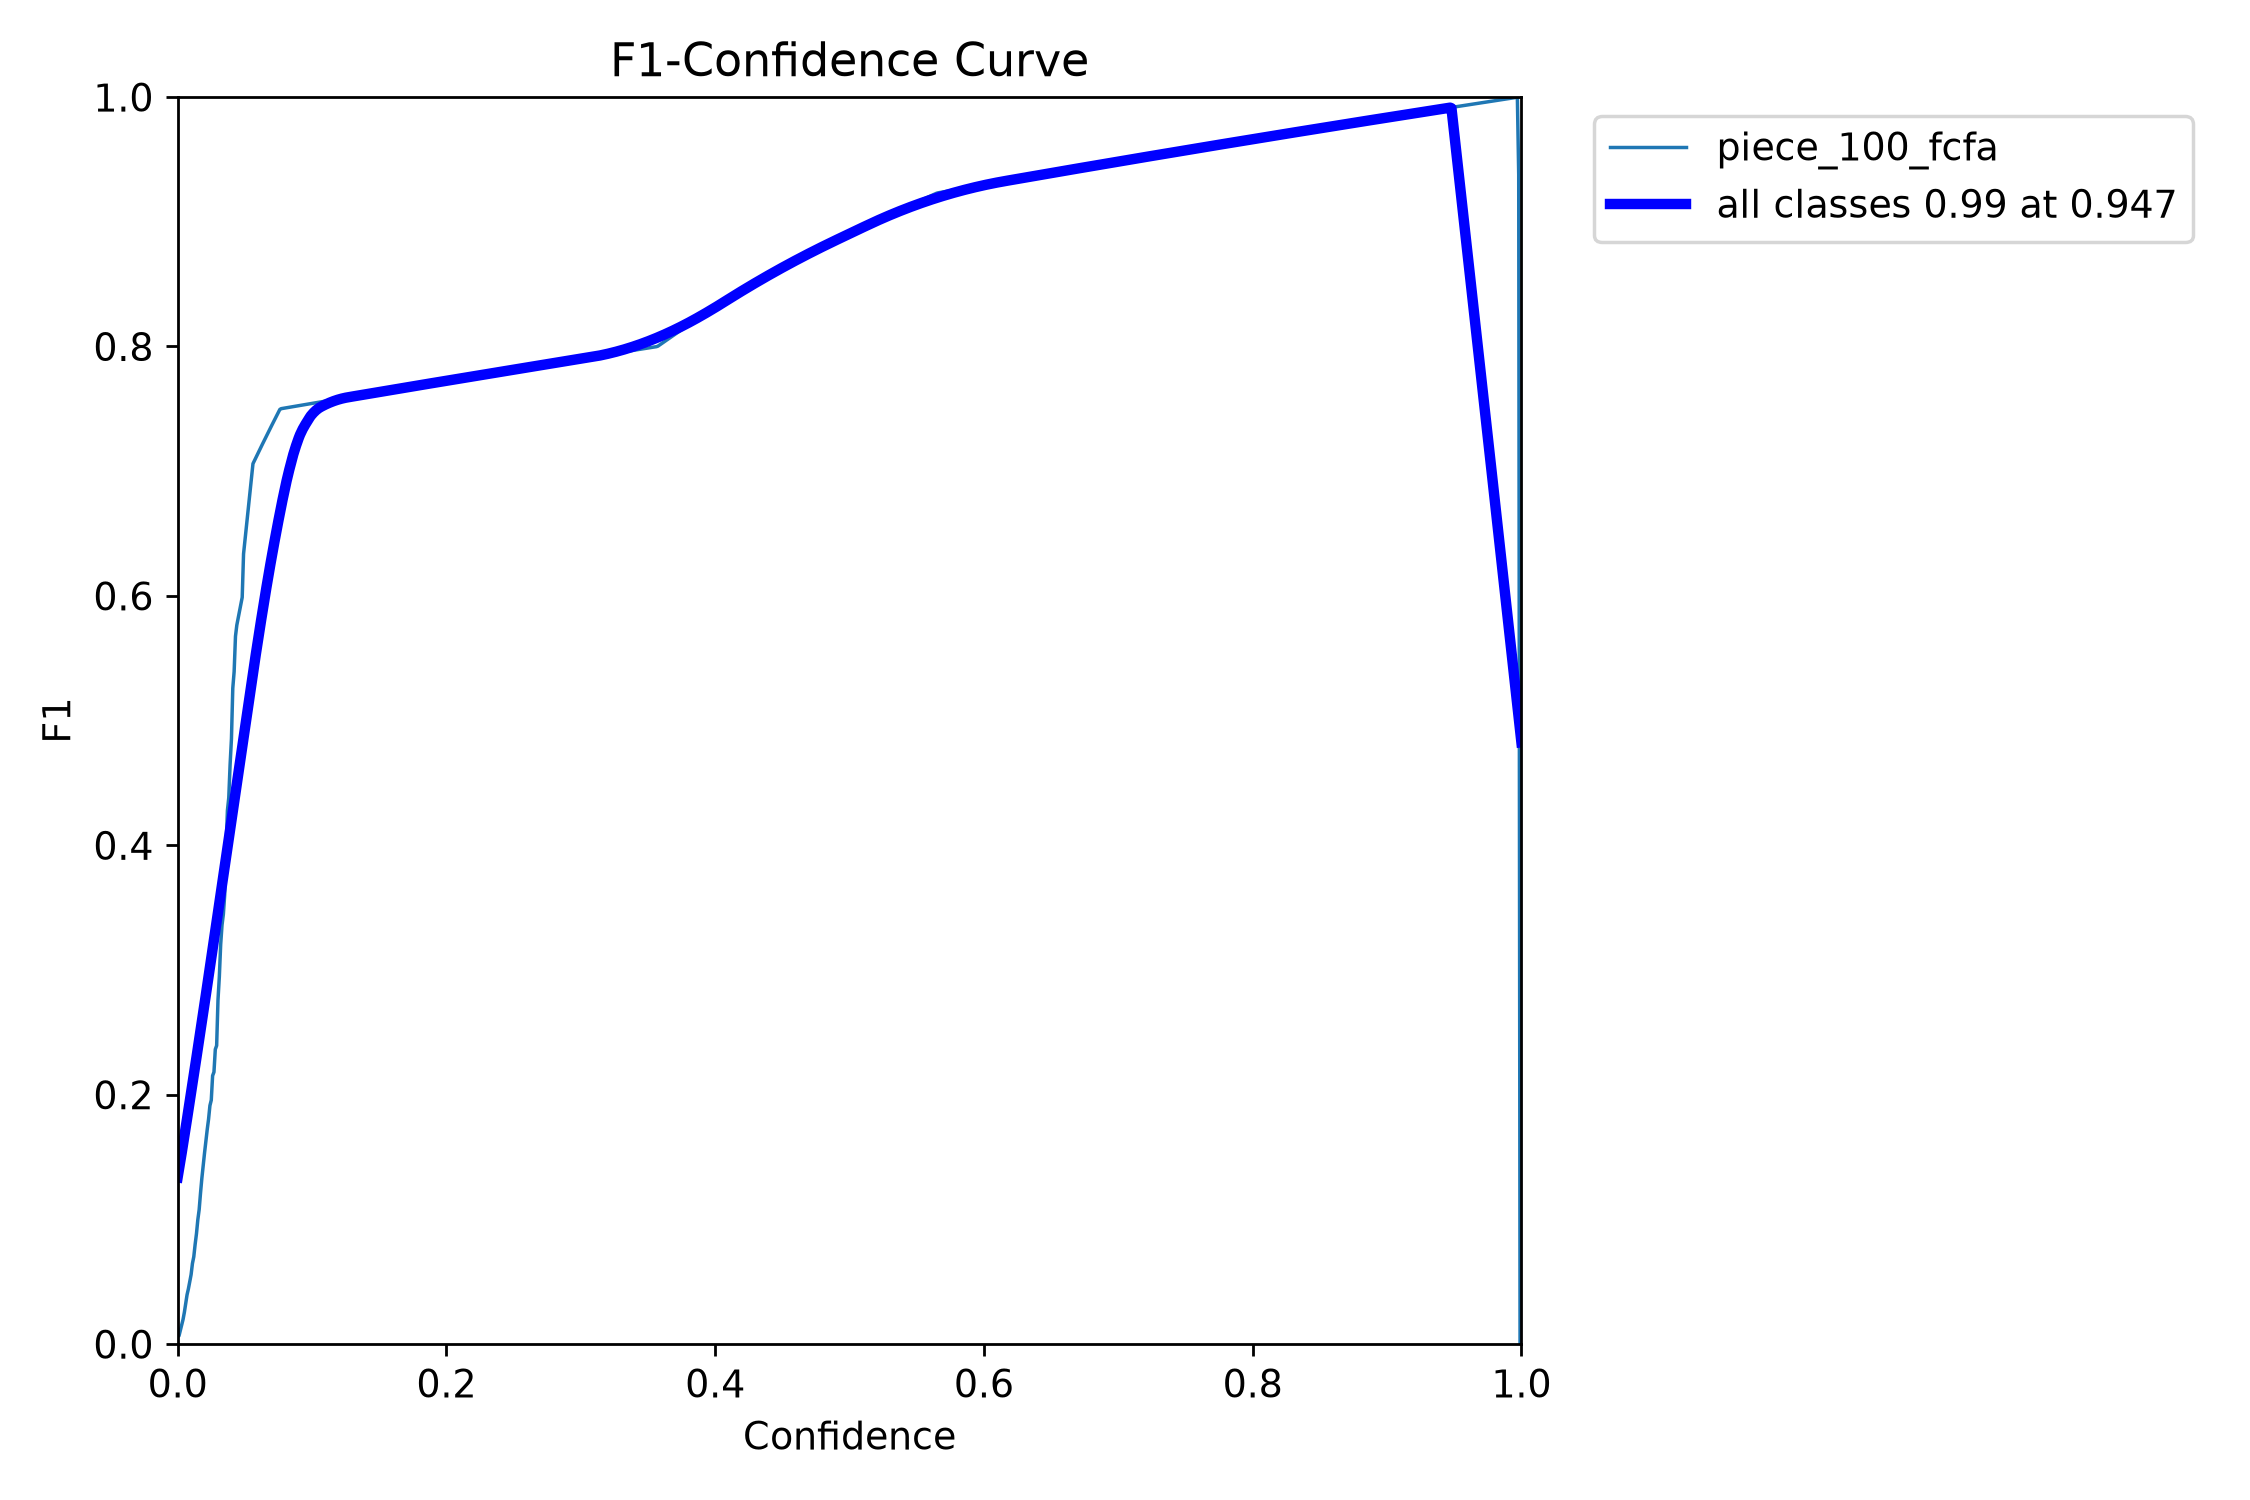 F1-Confidence Curve
piece_100_fcfa
all classes 0.99 at 0.947
F1
1.0
0.8
0.6
0.4
0.2
0.0
0.0 0.2 0.4 0.6 0.8 1.0
Confidence